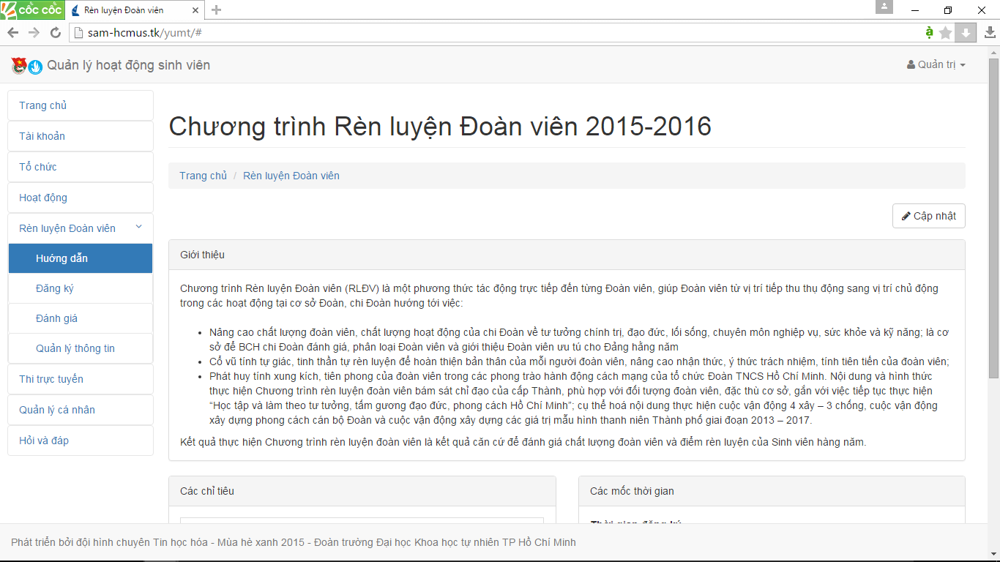 cốc cốc
Rèn luyện Đoàn viên
sam-hcmus.tk/yumt/#
Quản lý hoạt động sinh viên
Quản trị
Trang chủ
Tài khoản
Tổ chức
Hoạt động
Rèn luyện Đoàn viên
Hướng dẫn
Đăng ký
Đánh giá
Quản lý thông tin
Thi trực tuyến
Quản lý cá nhân
Hỏi và đáp
Chương trình Rèn luyện Đoàn viên 2015-2016
Trang chủ / Rèn luyện Đoàn viên
Cập nhật
Giới thiệu
Chương trình Rèn luyện Đoàn viên (RLĐV) là một phương thức tác động trực tiếp đến từng Đoàn viên, giúp Đoàn viên từ vị trí tiếp thu thụ động sang vị trí chủ động
trong các hoạt động tại cơ sở Đoàn, chi Đoàn hướng tới việc:
• Nâng cao chất lượng đoàn viên, chất lượng hoạt động của chi Đoàn về tư tưởng chính trị, đạo đức, lối sống, chuyên môn nghiệp vụ, sức khỏe và kỹ năng; là cơ
sở để BCH chi Đoàn đánh giá, phân loại Đoàn viên và giới thiệu Đoàn viên ưu tú cho Đảng hằng năm
• Cổ vũ tính tự giác, tinh thần tự rèn luyện để hoàn thiện bản thân của mỗi người đoàn viên, nâng cao nhận thức, ý thức trách nhiệm, tính tiên tiến của đoàn viên;
• Phát huy tính xung kích, tiên phong của đoàn viên trong các phong trào hành động cách mạng của tổ chức Đoàn TNCS Hồ Chí Minh. Nội dung và hình thức
thực hiện Chương trình rèn luyện đoàn viên bám sát chỉ đạo của cấp Thành, phù hợp với đối tượng đoàn viên, đặc thù cơ sở, gắn với việc tiếp tục thực hiện
“Học tập và làm theo tư tưởng, tấm gương đạo đức, phong cách Hồ Chí Minh”; cụ thể hoá nội dung thực hiện cuộc vận động 4 xây – 3 chống, cuộc vận động
xây dựng phong cách cán bộ Đoàn và cuộc vận động xây dựng các giá trị mẫu hình thanh niên Thành phố giai đoạn 2013 – 2017.
Kết quả thực hiện Chương trình rèn luyện đoàn viên là kết quả căn cứ để đánh giá chất lượng đoàn viên và điểm rèn luyện của Sinh viên hàng năm.
Các chỉ tiêu
Các mốc thời gian
Thời gian đăng ký
Phát triển bởi đội hình chuyên Tin học hóa - Mùa hè xanh 2015 - Đoàn trường Đại học Khoa học tự nhiên TP Hồ Chí Minh